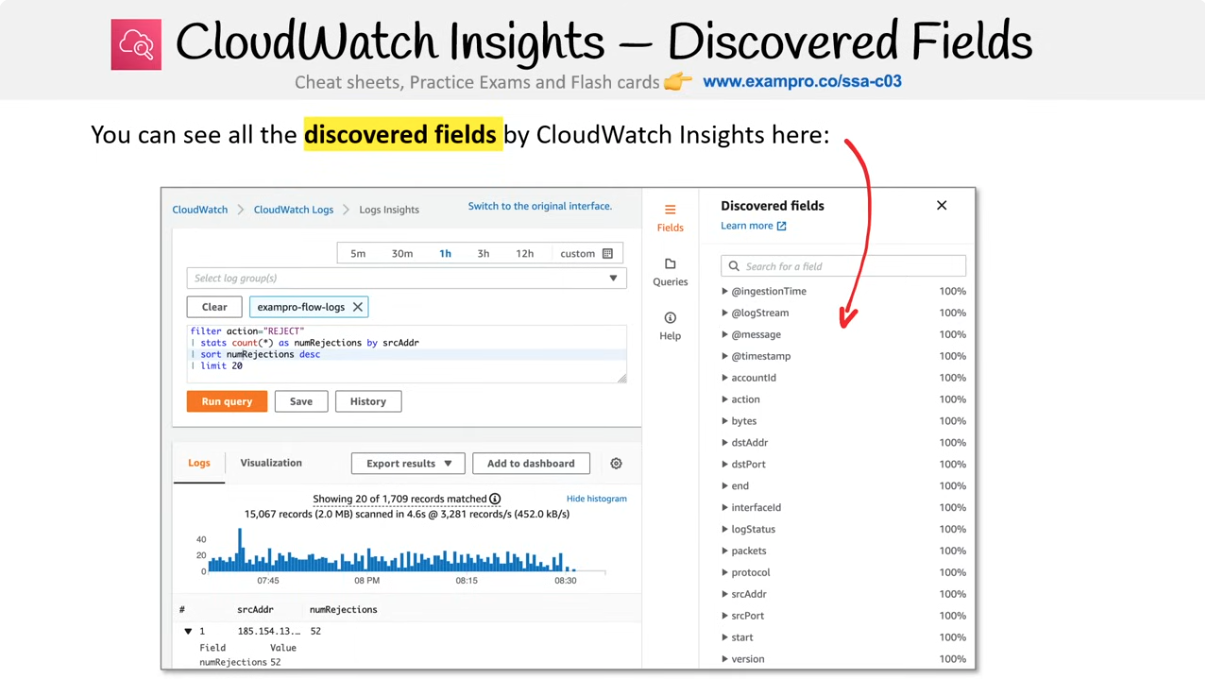 CloudWatch Insights – Discovered Fields
Cheat sheets, Practice Exams and Flash cards 👉 www.exampro.co/ssa-c03
You can see all the discovered fields by CloudWatch Insights here:
CloudWatch > CloudWatch Logs > Logs Insights
Switch to the original interface.
5m 30m 1h 3h 12h custom
Select log group(s)
Clear exampro-flow-logs X
filter action="REJECT"
| stats count(*) as numRejections by srcAddr
| sort numRejections desc
| limit 20
Run query Save History
Logs Visualization Export results Add to dashboard
Showing 20 of 1,709 records matched
Hide histogram
15,067 records (2.0 MB) scanned in 4.6s @ 3,281 records/s (452.0 kB/s)
40
20
0
07:45 08 PM 08:15 08:30
# srcAddr numRejections
1 185.154.13... 52
Field Value
numRejections 52
Fields
Queries
Help
Discovered fields
Learn more
Search for a field
@ingestionTime 100%
@logStream 100%
@message 100%
@timestamp 100%
accountId 100%
action 100%
bytes 100%
dstAddr 100%
dstPort 100%
end 100%
interfaceId 100%
logStatus 100%
packets 100%
protocol 100%
srcAddr 100%
srcPort 100%
start 100%
version 100%